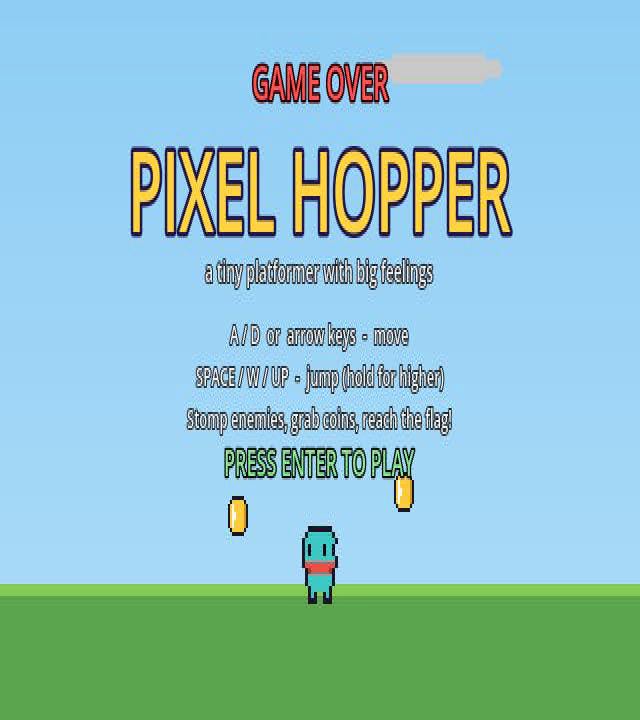 GAME OVER
PIXEL HOPPER
a tiny platformer with big feelings
A / D or arrow keys - move
SPACE / W / UP - jump (hold for higher)
Stomp enemies, grab coins, reach the flag!
PRESS ENTER TO PLAY